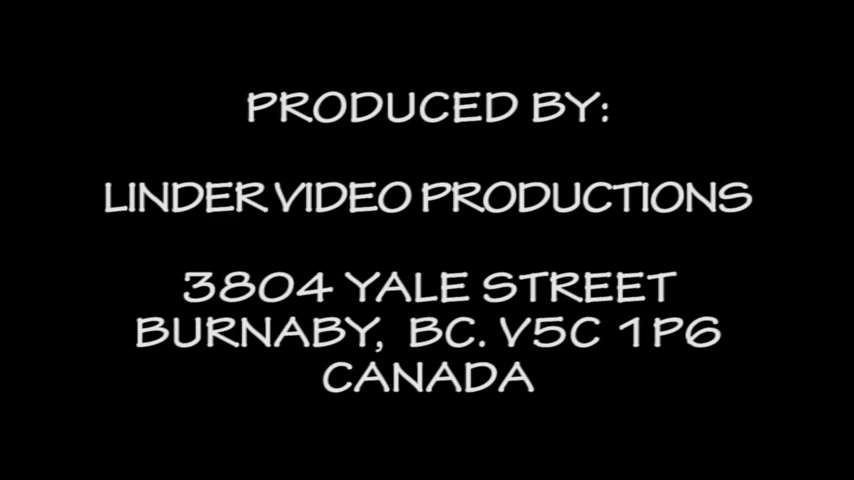 PRODUCED BY:
LINDER VIDEO PRODUCTIONS
3804 YALE STREET
BURNABY, BC. V5C 1P6
CANADA